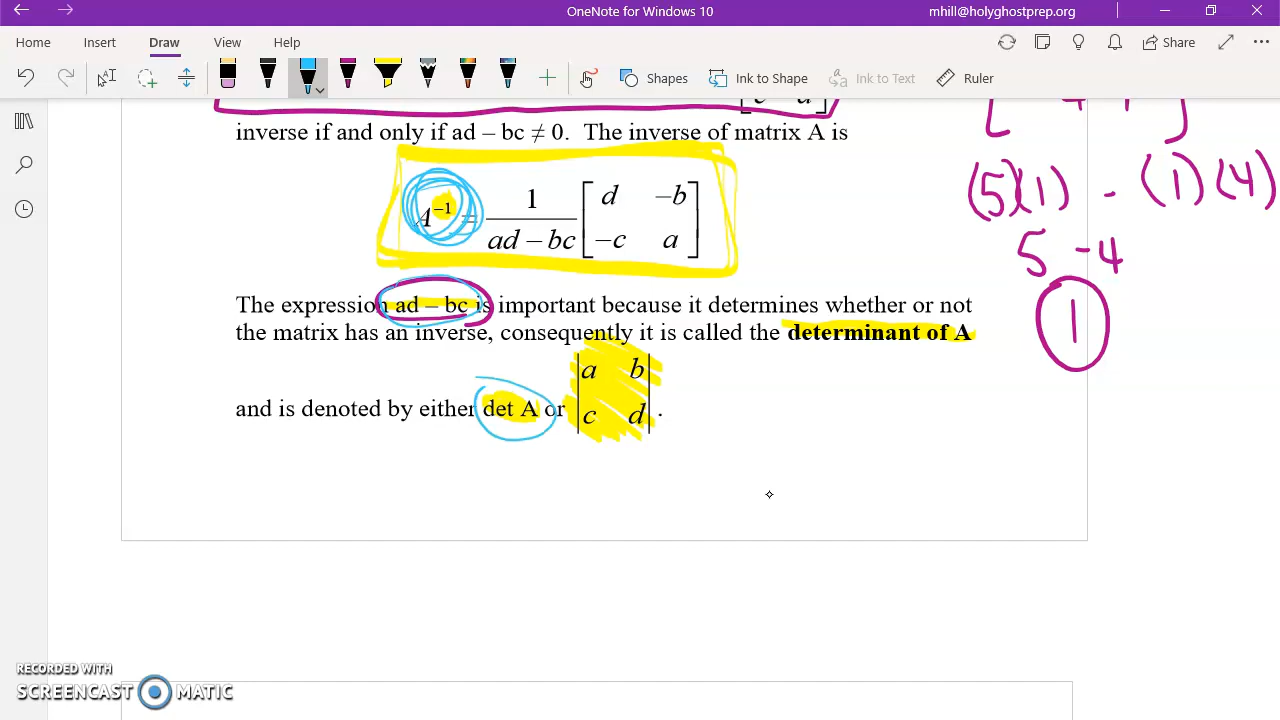 OneNote for Windows 10
mhill@holyghostprep.org
Home Insert Draw View Help
Share
Shapes Ink to Shape Ink to Text Ruler
inverse if and only if ad – bc ≠ 0. The inverse of matrix A is
A⁻¹ = 1/(ad − bc) [d −b; −c a]
(5)(1) - (1)(4)
5 - 4
1
The expression ad – bc is important because it determines whether or not
the matrix has an inverse, consequently it is called the determinant of A
and is denoted by either det A or |a b; c d|.
RECORDED WITH
SCREENCAST MATIC